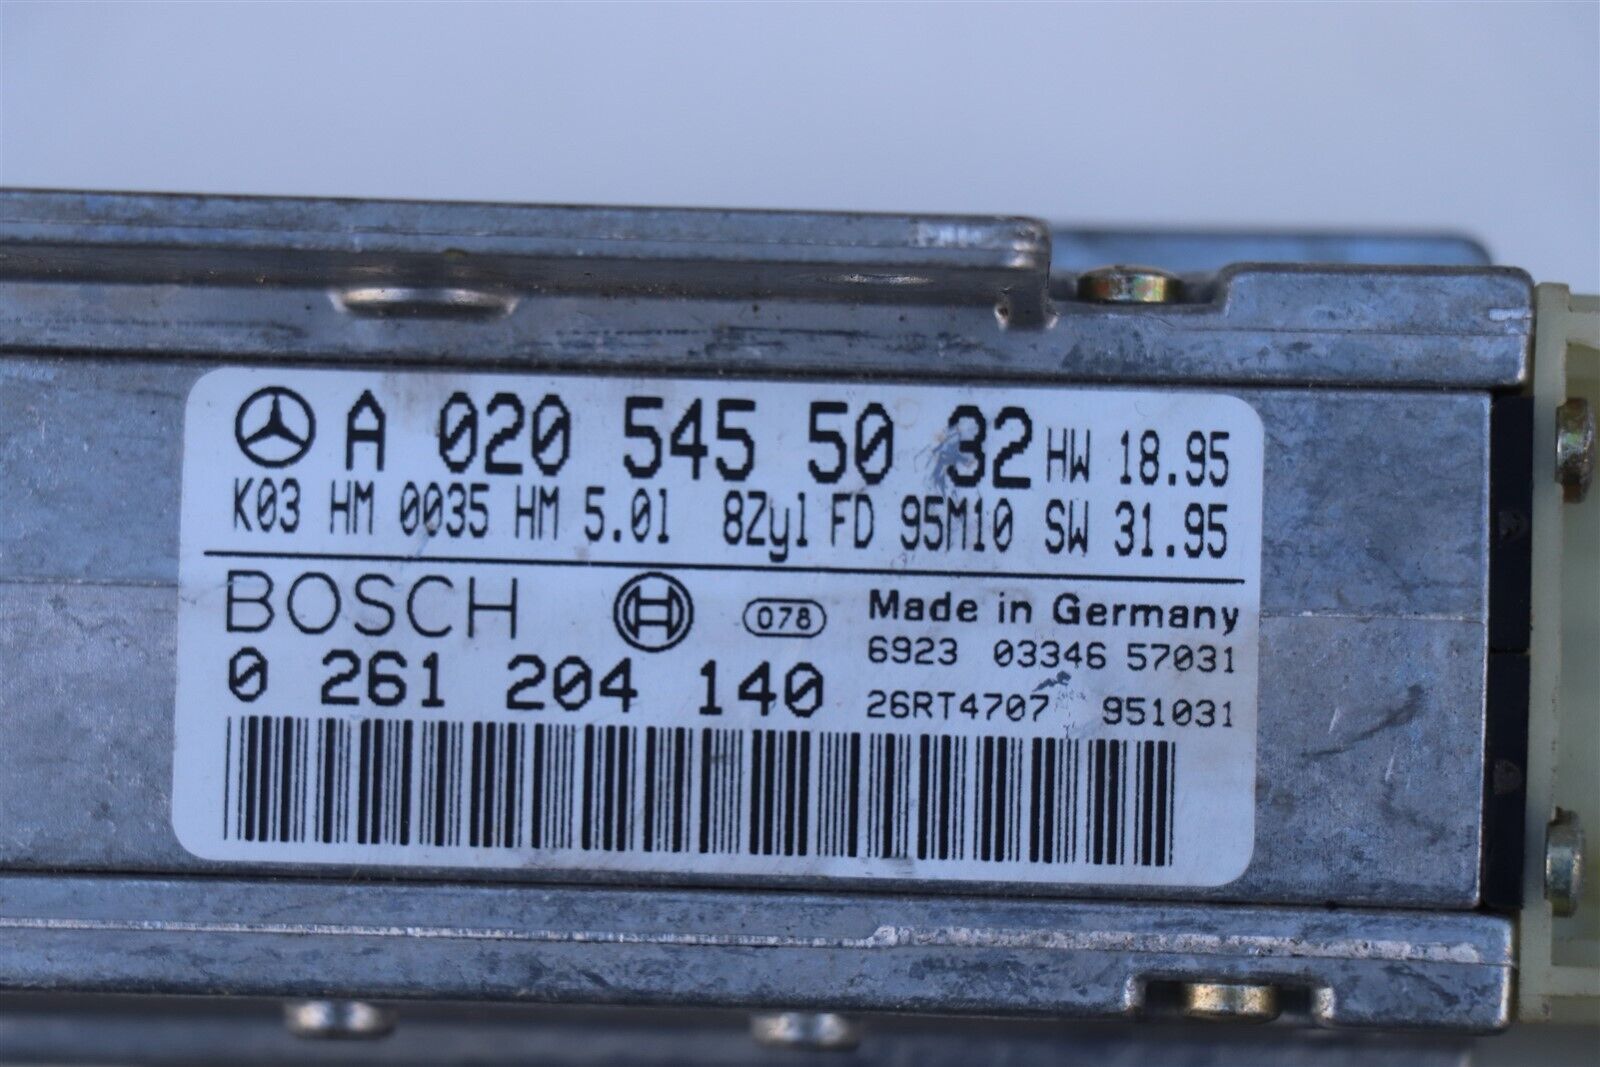 A 020 545 50 32 HW 18.95
K03 HM 0035 HM 5.0l 8Zyl FD 95M10 SW 31.95
BOSCH 078 Made in Germany
6923 03346 57031
0 261 204 140
26RT4707 951031